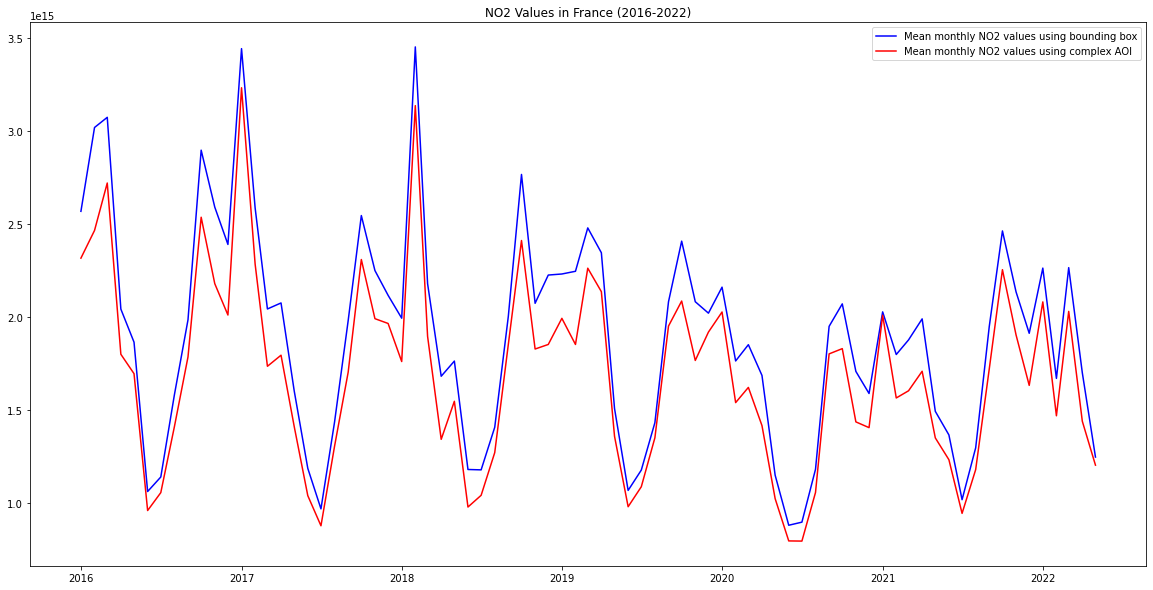 NO2 Values in France (2016-2022)
1e15
Mean monthly NO2 values using bounding box
Mean monthly NO2 values using complex AOI
3.5
3.0
2.5
2.0
1.5
1.0
2016 2017 2018 2019 2020 2021 2022